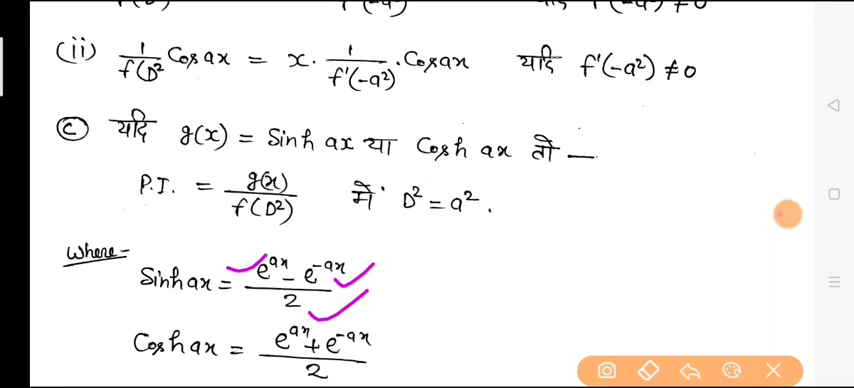 (ii) 1/f(D² Cos ax = x · 1/f'(-a²) · Cos ax यदि f'(-a²) ≠ 0
(c) यदि g(x) = Sinh ax या Cosh ax तो —
P.I. = g(x)/f(D²) में D² = a².
Where -
Sinh ax = (e^ax - e^-ax)/2
Cosh ax = (e^ax + e^-ax)/2